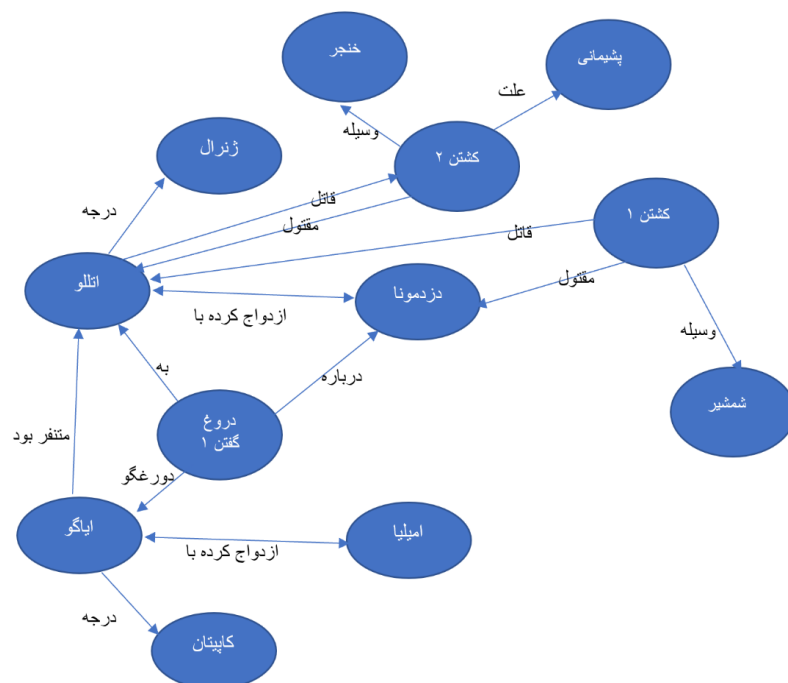 خنجر
پشیمانی
علت
وسیله
ژنرال
کشتن ۲
درجه
قاتل
مقتول
کشتن ۱
قاتل
اتللو
دزدمونا
مقتول
ازدواج کرده با
وسیله
به
درباره
شمشیر
دروغ
گفتن ۱
متنفر بود
دورغگو
ایاگو
امیلیا
ازدواج کرده با
درجه
کاپیتان